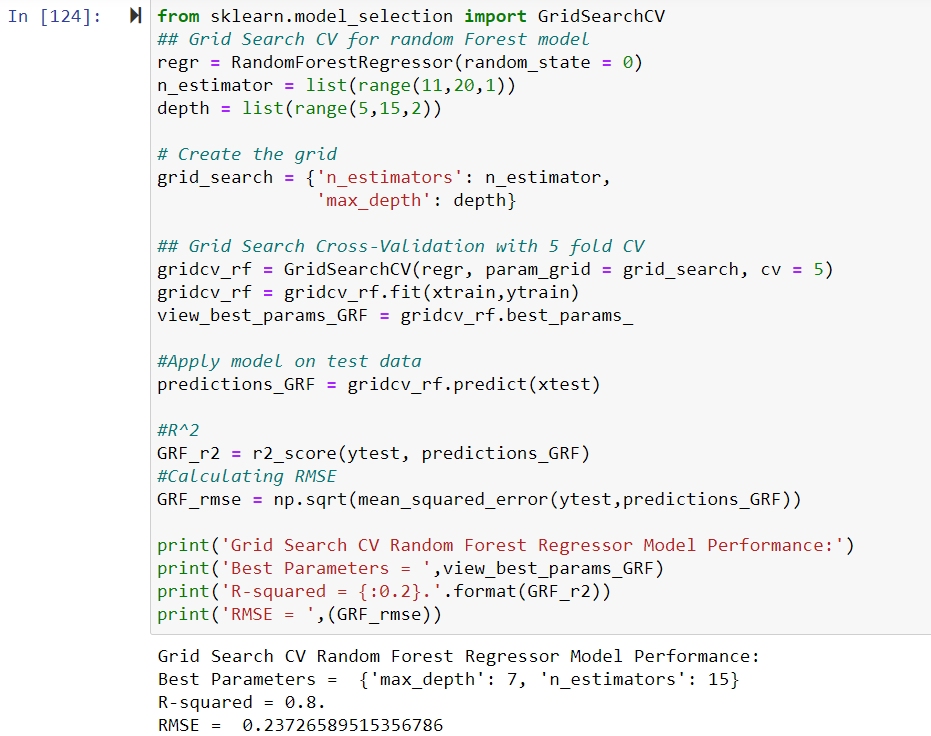 In [124]:
from sklearn.model_selection import GridSearchCV
## Grid Search CV for random Forest model
regr = RandomForestRegressor(random_state = 0)
n_estimator = list(range(11,20,1))
depth = list(range(5,15,2))

# Create the grid
grid_search = {'n_estimators': n_estimator,
               'max_depth': depth}

## Grid Search Cross-Validation with 5 fold CV
gridcv_rf = GridSearchCV(regr, param_grid = grid_search, cv = 5)
gridcv_rf = gridcv_rf.fit(xtrain,ytrain)
view_best_params_GRF = gridcv_rf.best_params_

#Apply model on test data
predictions_GRF = gridcv_rf.predict(xtest)

#R^2
GRF_r2 = r2_score(ytest, predictions_GRF)
#Calculating RMSE
GRF_rmse = np.sqrt(mean_squared_error(ytest,predictions_GRF))

print('Grid Search CV Random Forest Regressor Model Performance:')
print('Best Parameters = ',view_best_params_GRF)
print('R-squared = {:0.2}.'.format(GRF_r2))
print('RMSE = ',(GRF_rmse))

Grid Search CV Random Forest Regressor Model Performance:
Best Parameters =  {'max_depth': 7, 'n_estimators': 15}
R-squared = 0.8.
RMSE =  0.23726589515356786